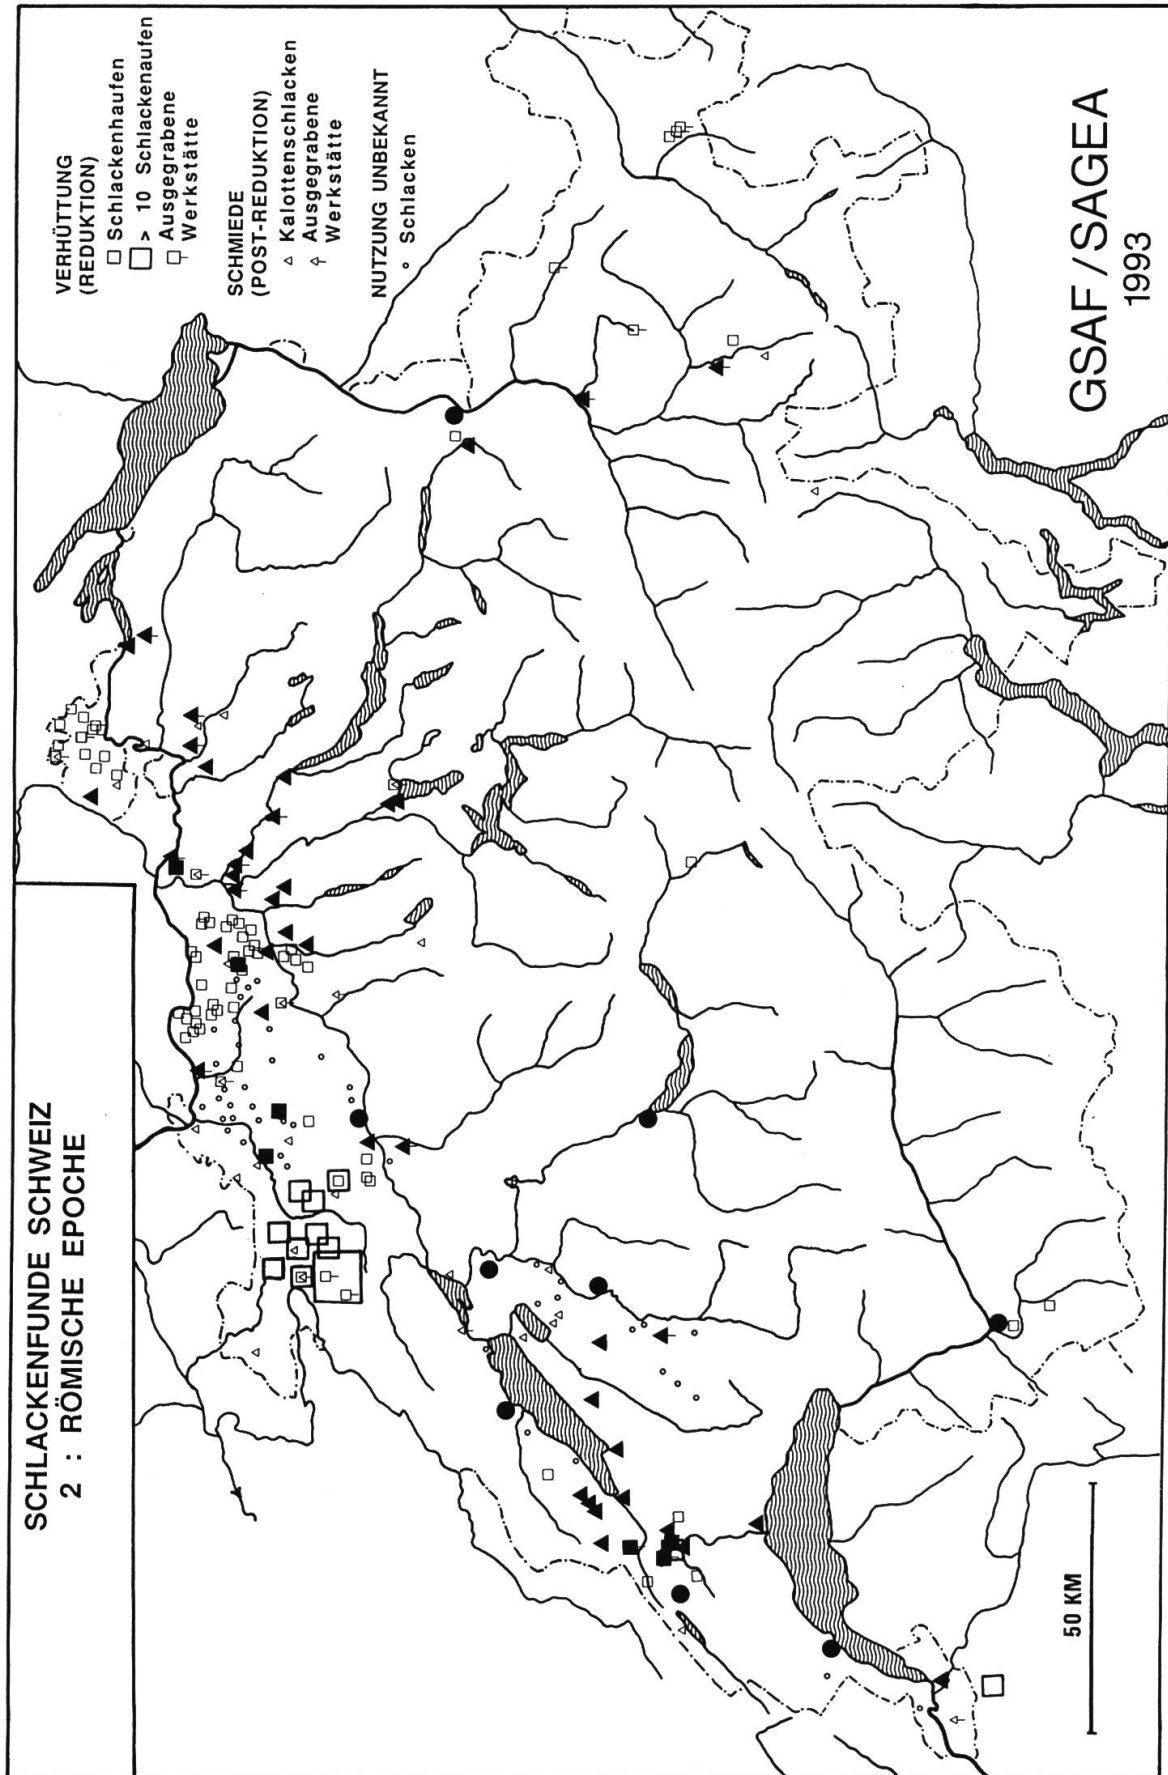 SCHLACKENFUNDE SCHWEIZ
2 : RÖMISCHE EPOCHE
VERHÜTTUNG
(REDUKTION)
Schlackenhaufen
> 10 Schlackenaufen
Ausgegrabene
Werkstätte
SCHMIEDE
(POST-REDUKTION)
Kalottenschlacken
Ausgegrabene
Werkstätte
NUTZUNG UNBEKANNT
Schlacken
50 KM
GSAF/SAGEA
1993